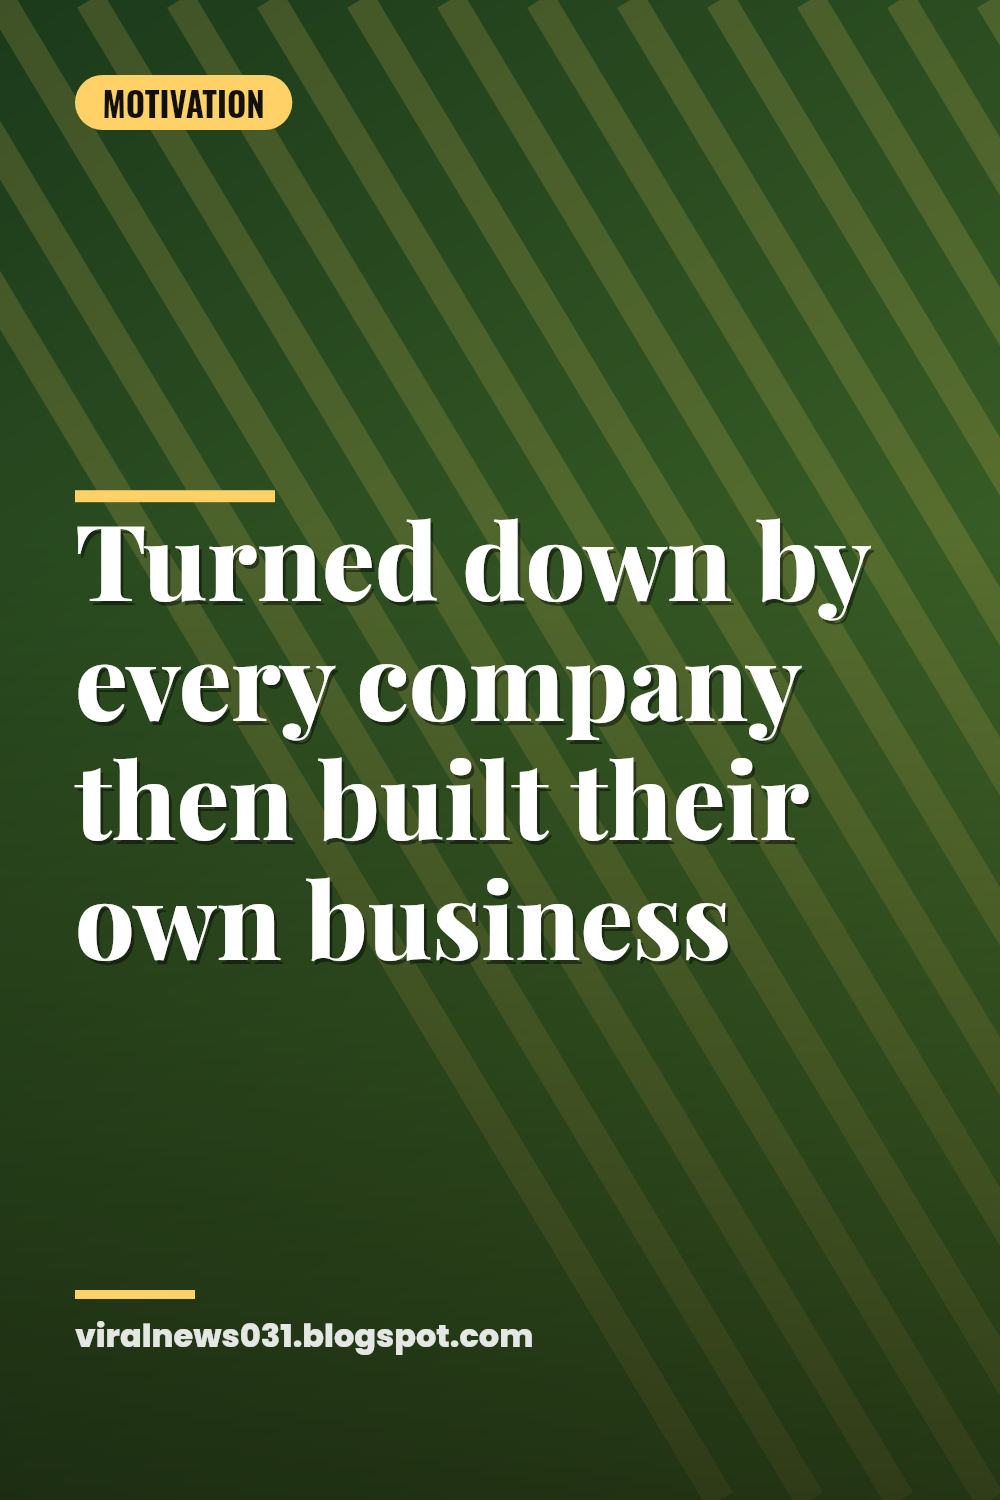 MOTIVATION
Turned down by
every company
then built their
own business
viralnews031.blogspot.com